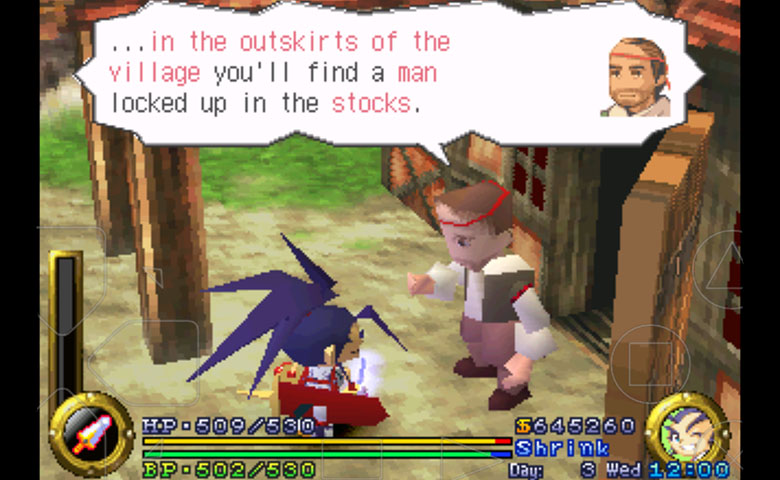 ...in the outskirts of the
village you'll find a man
locked up in the stocks.
HP·509/530
$645260
Shrink
BP·502/530
Day: 3 Wed 12:00